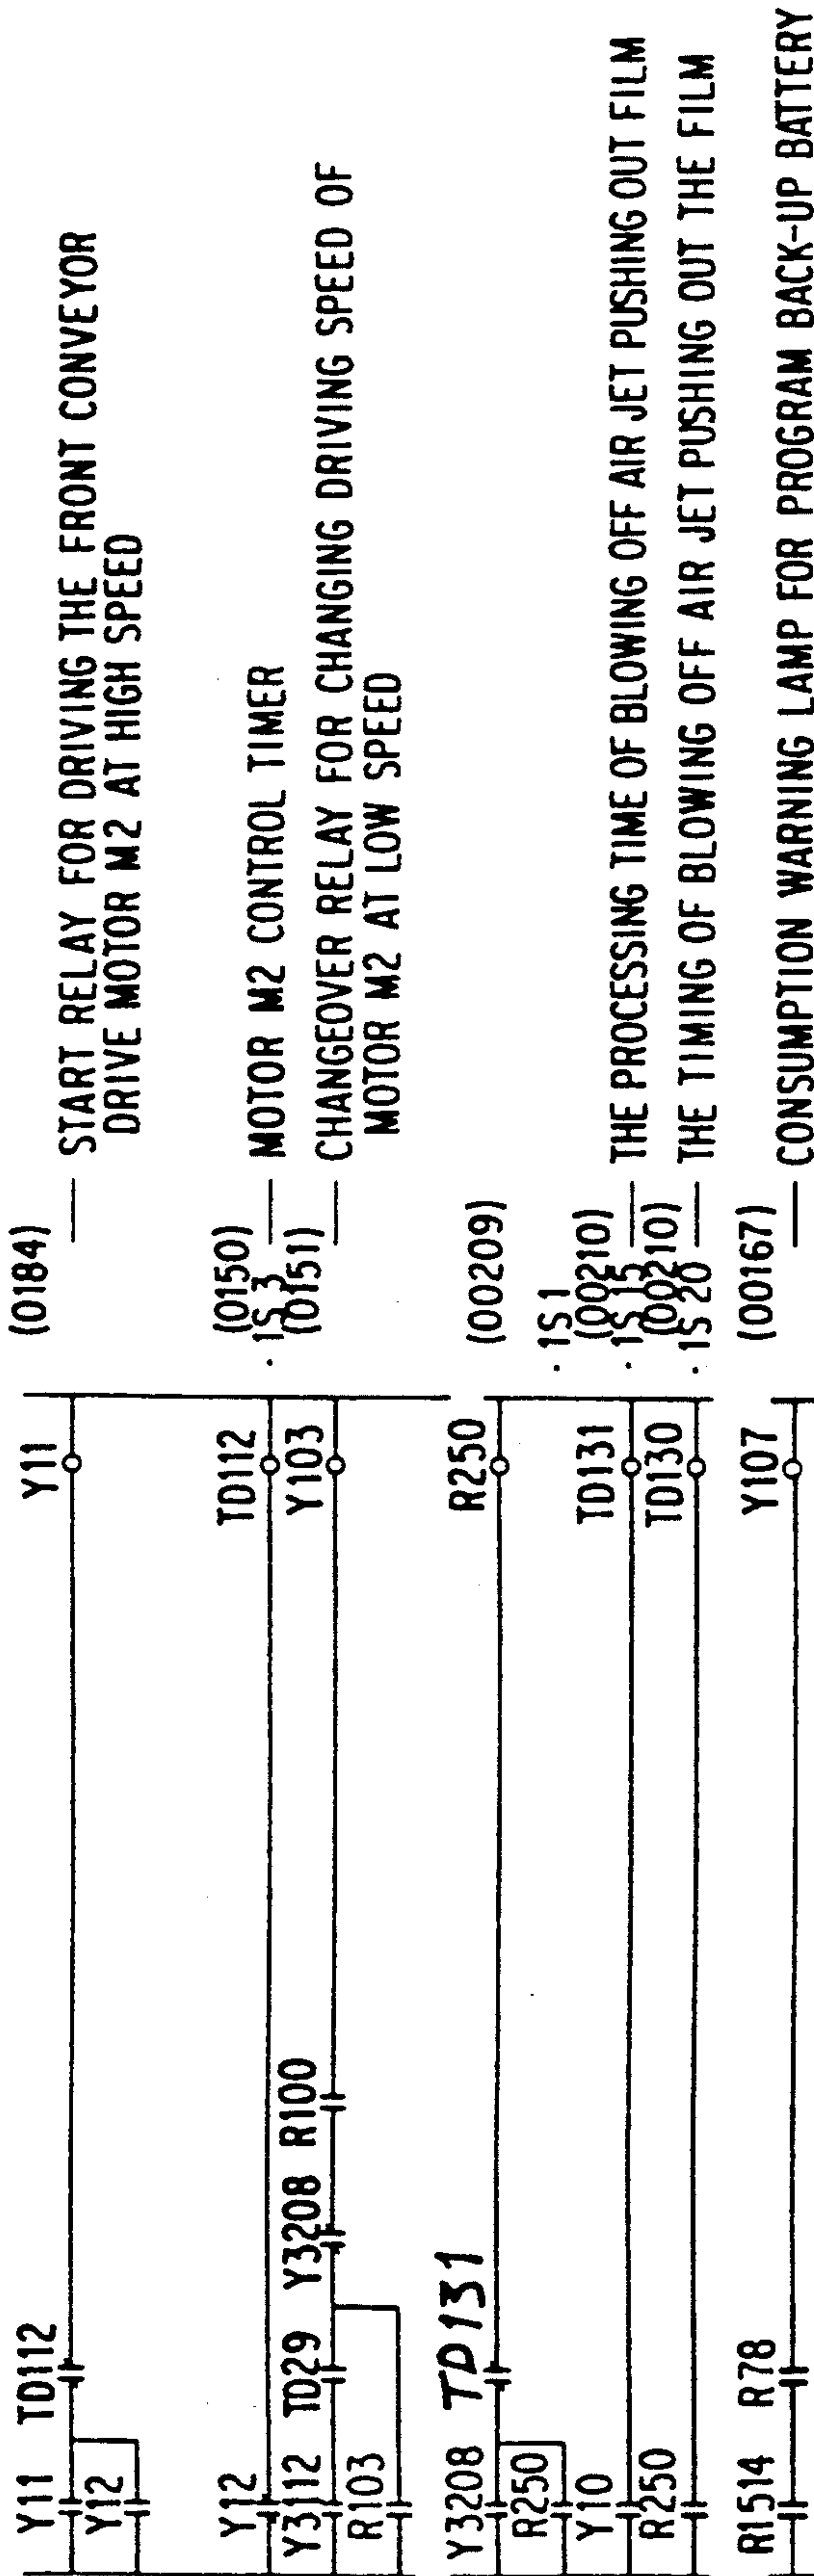 (0184)
Y11 TD112 Y11 START RELAY FOR DRIVING THE FRONT CONVEYOR
Y12 DRIVE MOTOR M2 AT HIGH SPEED
(0150)
Y12 TD112 . 1S 3 MOTOR M2 CONTROL TIMER
(0151)
Y3112 TD29 Y3208 R100 Y103 CHANGEOVER RELAY FOR CHANGING DRIVING SPEED OF
R103 MOTOR M2 AT LOW SPEED
(00209)
Y3208 TD131 R250
R250 . 1S 1
(00210)
Y10 TD131 . 1S 15 THE PROCESSING TIME OF BLOWING OFF AIR JET PUSHING OUT FILM
(00210)
R250 TD130 . 1S 20 THE TIMING OF BLOWING OFF AIR JET PUSHING OUT THE FILM
(00167)
R1514 R78 Y107 CONSUMPTION WARNING LAMP FOR PROGRAM BACK-UP BATTERY